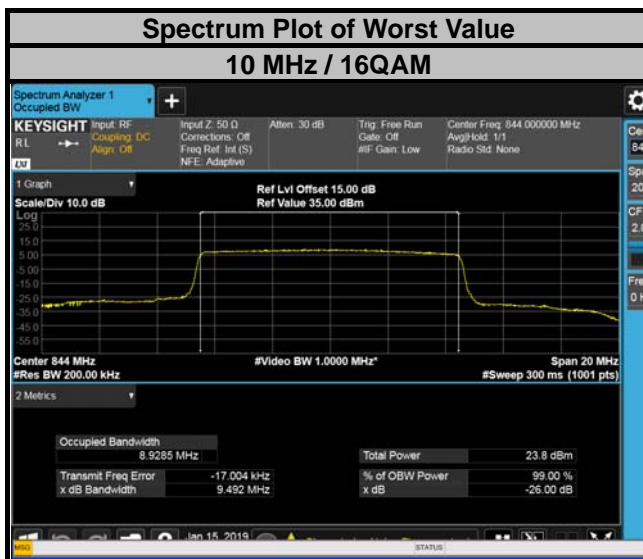 Spectrum Plot of Worst Value
10 MHz / 16QAM
Spectrum Analyzer 1
Occupied BW
+
KEYSIGHT
Input: RF
Input Z: 50 Ω
Atten: 30 dB
Trig: Free Run
Center Freq: 844.000000 MHz
RL
Coupling: DC
Corrections: Off
Gate: Off
Avg|Hold: 1/1
Align: Off
Freq Ref: Int (S)
#IF Gain: Low
Radio Std: None
LXI
NFE: Adaptive
1 Graph
Ref Lvl Offset 15.00 dB
Scale/Div 10.0 dB
Ref Value 35.00 dBm
Log
25.0
15.0
5.00
-5.00
-15.0
-25.0
-35.0
-45.0
-55.0
Center 844 MHz
#Video BW 1.0000 MHz*
Span 20 MHz
#Res BW 200.00 kHz
#Sweep 300 ms (1001 pts)
2 Metrics
Occupied Bandwidth
8.9285 MHz
Total Power
23.8 dBm
Transmit Freq Error
-17.004 kHz
% of OBW Power
99.00 %
x dB Bandwidth
9.492 MHz
x dB
-26.00 dB
Jan 15, 2019
MSG
STATUS